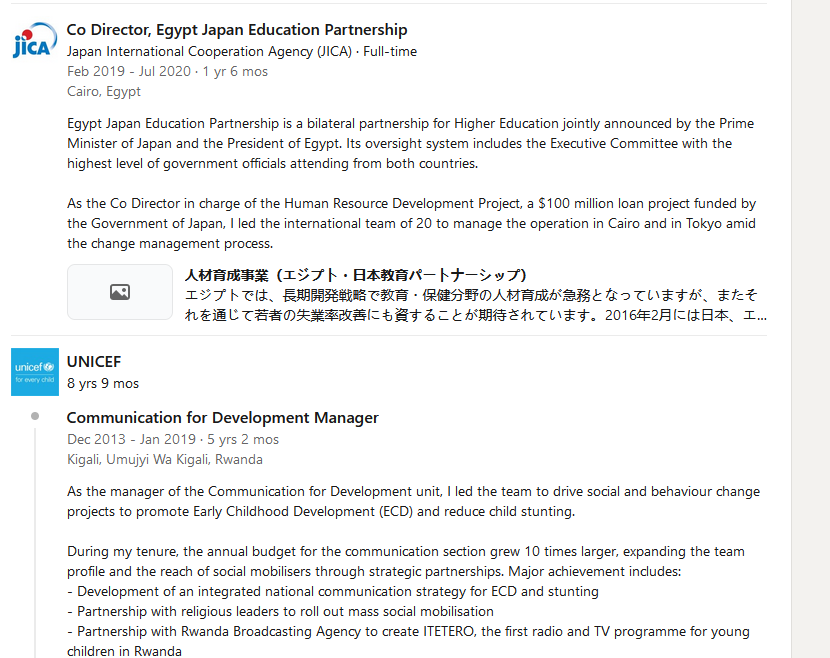 JICA
Co Director, Egypt Japan Education Partnership
Japan International Cooperation Agency (JICA) · Full-time
Feb 2019 - Jul 2020 · 1 yr 6 mos
Cairo, Egypt
Egypt Japan Education Partnership is a bilateral partnership for Higher Education jointly announced by the Prime
Minister of Japan and the President of Egypt. Its oversight system includes the Executive Committee with the
highest level of government officials attending from both countries.
As the Co Director in charge of the Human Resource Development Project, a $100 million loan project funded by
the Government of Japan, I led the international team of 20 to manage the operation in Cairo and in Tokyo amid
the change management process.
人材育成事業（エジプト・日本教育パートナーシップ）
エジプトでは、長期開発戦略で教育・保健分野の人材育成が急務となっていますが、またそ
れを通じて若者の失業率改善にも資することが期待されています。2016年2月には日本、エ...
unicef
for every child
UNICEF
8 yrs 9 mos
Communication for Development Manager
Dec 2013 - Jan 2019 · 5 yrs 2 mos
Kigali, Umujyi Wa Kigali, Rwanda
As the manager of the Communication for Development unit, I led the team to drive social and behaviour change
projects to promote Early Childhood Development (ECD) and reduce child stunting.
During my tenure, the annual budget for the communication section grew 10 times larger, expanding the team
profile and the reach of social mobilisers through strategic partnerships. Major achievement includes:
- Development of an integrated national communication strategy for ECD and stunting
- Partnership with religious leaders to roll out mass social mobilisation
- Partnership with Rwanda Broadcasting Agency to create ITETERO, the first radio and TV programme for young
children in Rwanda